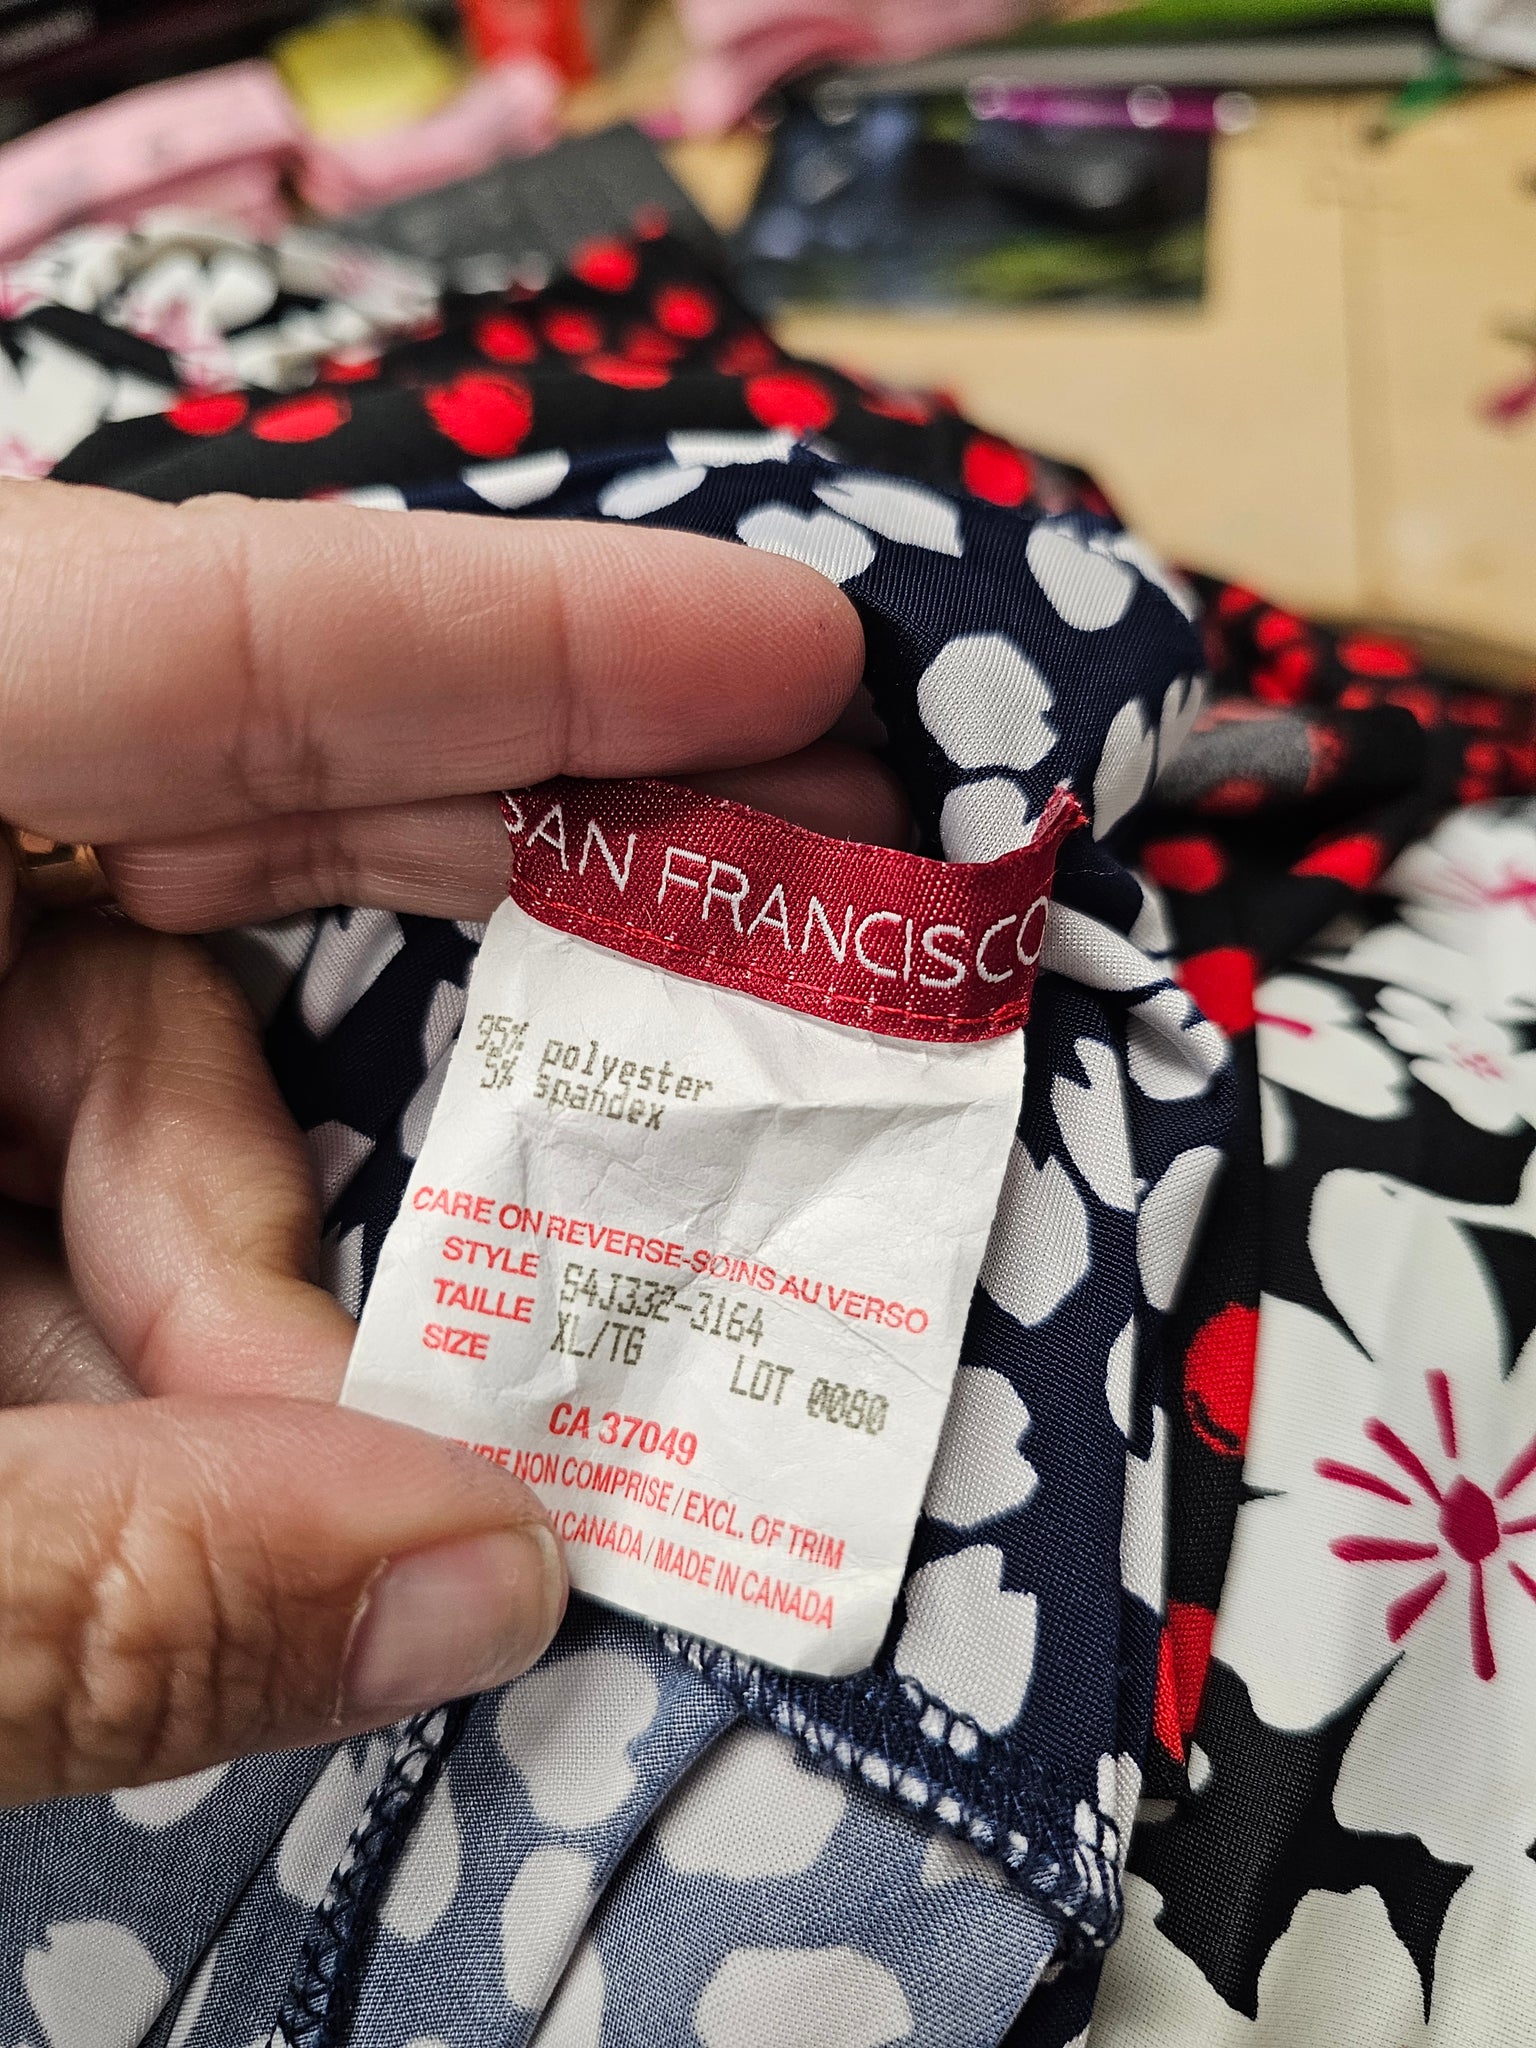 SAN FRANCISCO
95% polyester
5% spandex
CARE ON REVERSE-SOINS AU VERSO
STYLE S4J332-3164
TAILLE XL/TG
SIZE LOT 0080
CA 37049
NON COMPRISE / EXCL. OF TRIM
CANADA / MADE IN CANADA